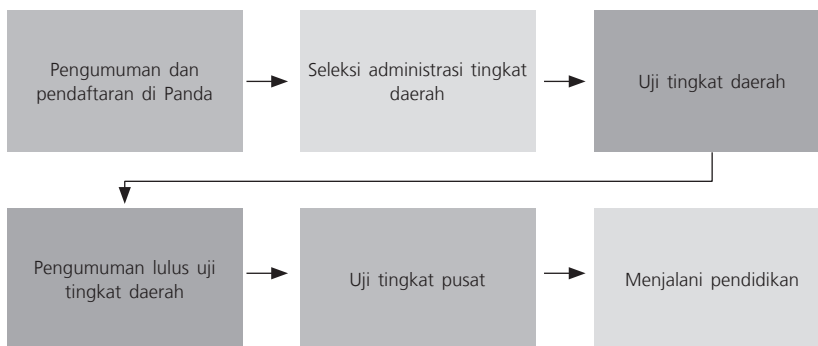 Pengumuman dan
pendaftaran di Panda
Seleksi administrasi tingkat
daerah
Uji tingkat daerah
Pengumuman lulus uji
tingkat daerah
Uji tingkat pusat
Menjalani pendidikan